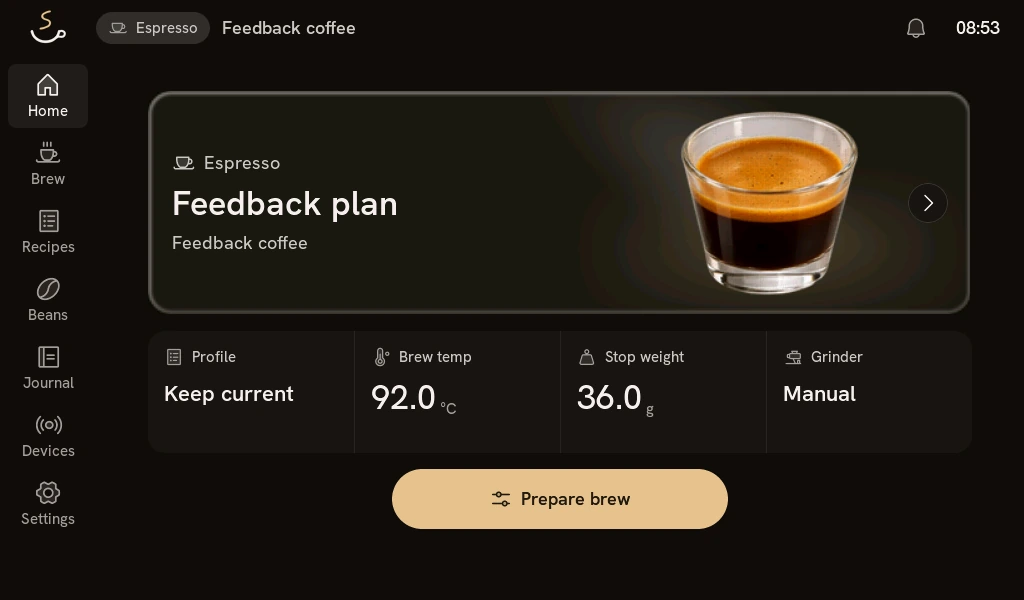 Espresso
Feedback coffee
08:53
Home
Brew
Recipes
Beans
Journal
Devices
Settings
Espresso
Feedback plan
Feedback coffee
Profile
Keep current
Brew temp
92.0 °C
Stop weight
36.0 g
Grinder
Manual
Prepare brew